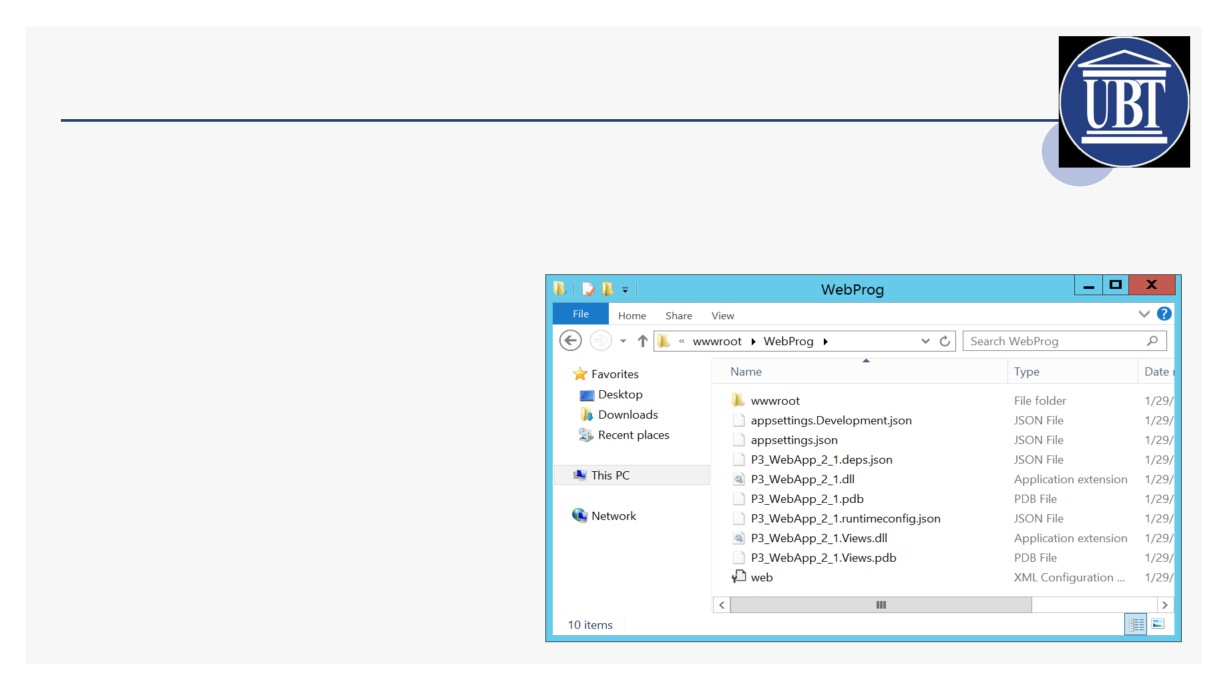 UBT
WebProg
File Home Share View
« wwwroot WebProg Search WebProg
Name Type Date
Favorites
Desktop
Downloads
Recent places
This PC
Network
wwwroot File folder 1/29/
appsettings.Development.json JSON File 1/29/
appsettings.json JSON File 1/29/
P3_WebApp_2_1.deps.json JSON File 1/29/
P3_WebApp_2_1.dll Application extension 1/29/
P3_WebApp_2_1.pdb PDB File 1/29/
P3_WebApp_2_1.runtimeconfig.json JSON File 1/29/
P3_WebApp_2_1.Views.dll Application extension 1/29/
P3_WebApp_2_1.Views.pdb PDB File 1/29/
web XML Configuration ... 1/29/
10 items